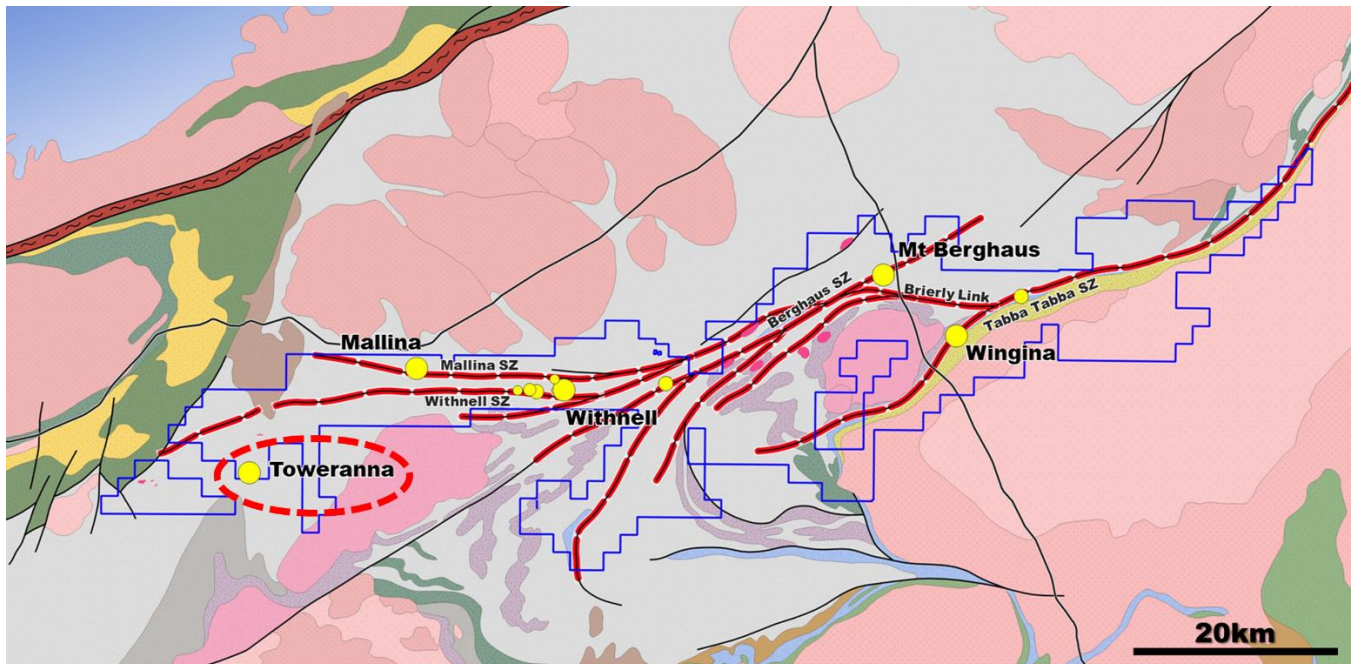 Mt Berghaus
Berghaus SZ
Brierly Link
Tabba Tabba SZ
Wingina
Mallina
Mallina SZ
Withnell SZ
Withnell
Toweranna
20km